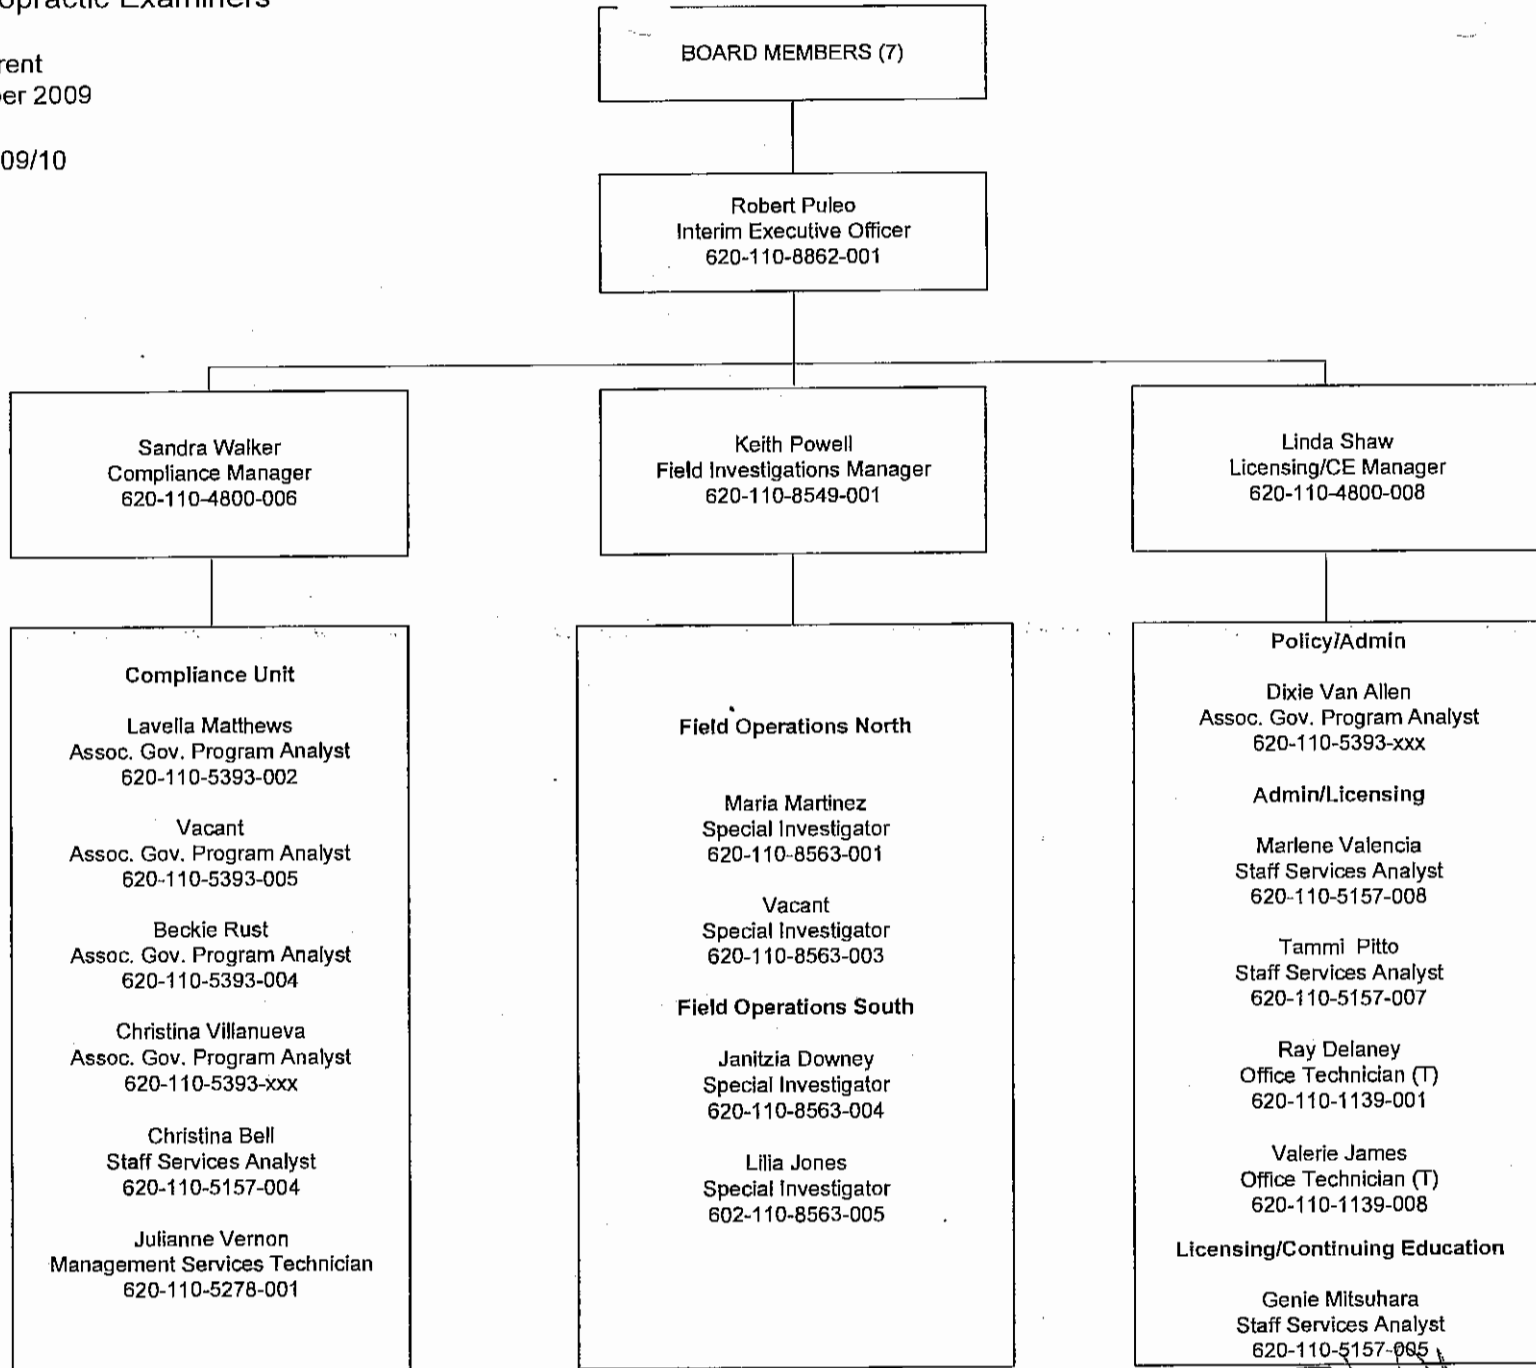 opractic Examiners
rent
er 2009
09/10
BOARD MEMBERS (7)
Robert Puleo
Interim Executive Officer
620-110-8862-001
Sandra Walker
Compliance Manager
620-110-4800-006
Keith Powell
Field Investigations Manager
620-110-8549-001
Linda Shaw
Licensing/CE Manager
620-110-4800-008
Compliance Unit
Lavella Matthews
Assoc. Gov. Program Analyst
620-110-5393-002
Vacant
Assoc. Gov. Program Analyst
620-110-5393-005
Beckie Rust
Assoc. Gov. Program Analyst
620-110-5393-004
Christina Villanueva
Assoc. Gov. Program Analyst
620-110-5393-xxx
Christina Bell
Staff Services Analyst
620-110-5157-004
Julianne Vernon
Management Services Technician
620-110-5278-001
Field Operations North
Maria Martinez
Special Investigator
620-110-8563-001
Vacant
Special Investigator
620-110-8563-003
Field Operations South
Janitzia Downey
Special Investigator
620-110-8563-004
Lilia Jones
Special Investigator
602-110-8563-005
Policy/Admin
Dixie Van Allen
Assoc. Gov. Program Analyst
620-110-5393-xxx
Admin/Licensing
Marlene Valencia
Staff Services Analyst
620-110-5157-008
Tammi Pitto
Staff Services Analyst
620-110-5157-007
Ray Delaney
Office Technician (T)
620-110-1139-001
Valerie James
Office Technician (T)
620-110-1139-008
Licensing/Continuing Education
Genie Mitsuhara
Staff Services Analyst
620-110-5157-005